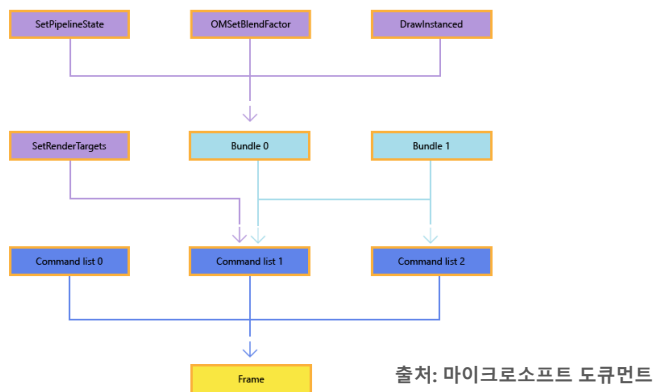 SetPipelineState
OMSetBlendFactor
DrawInstanced
SetRenderTargets
Bundle 0
Bundle 1
Command list 0
Command list 1
Command list 2
Frame
출처: 마이크로소프트 도큐먼트